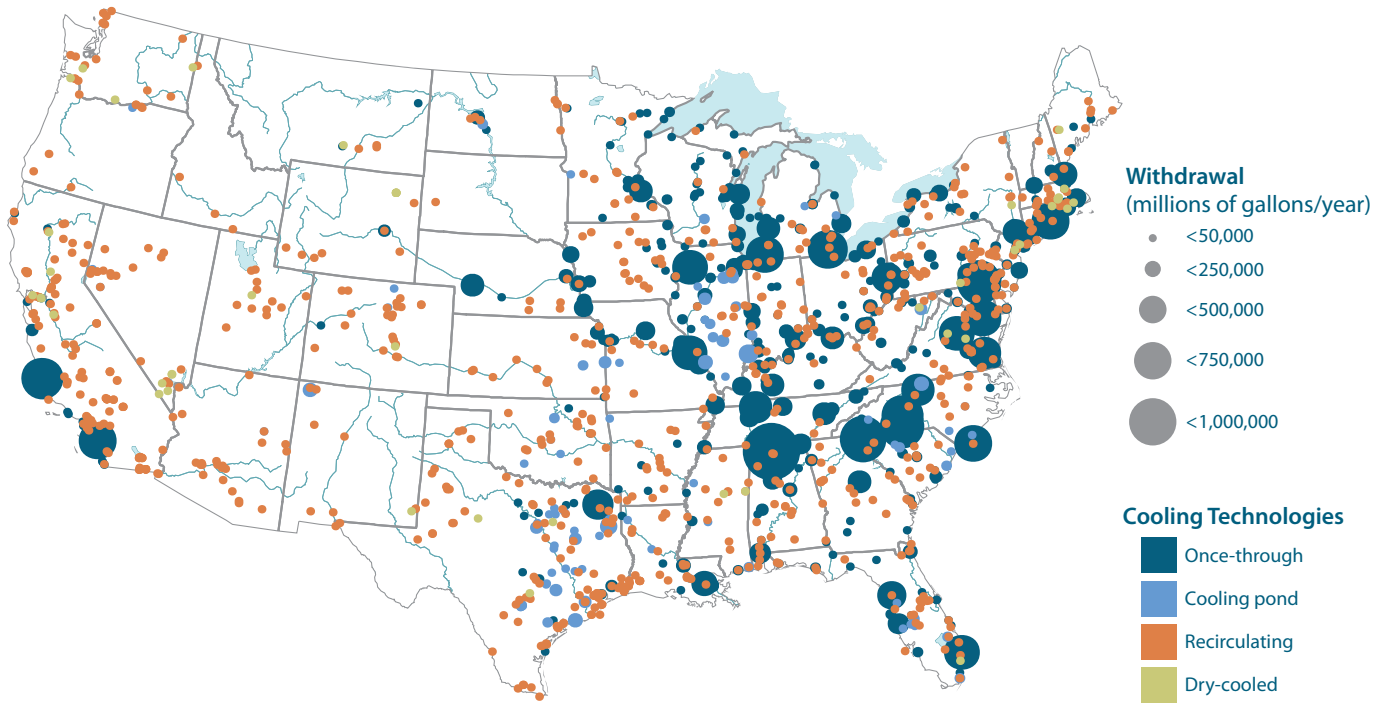 Withdrawal
(millions of gallons/year)
<50,000
<250,000
<500,000
<750,000
<1,000,000
Cooling Technologies
Once-through
Cooling pond
Recirculating
Dry-cooled